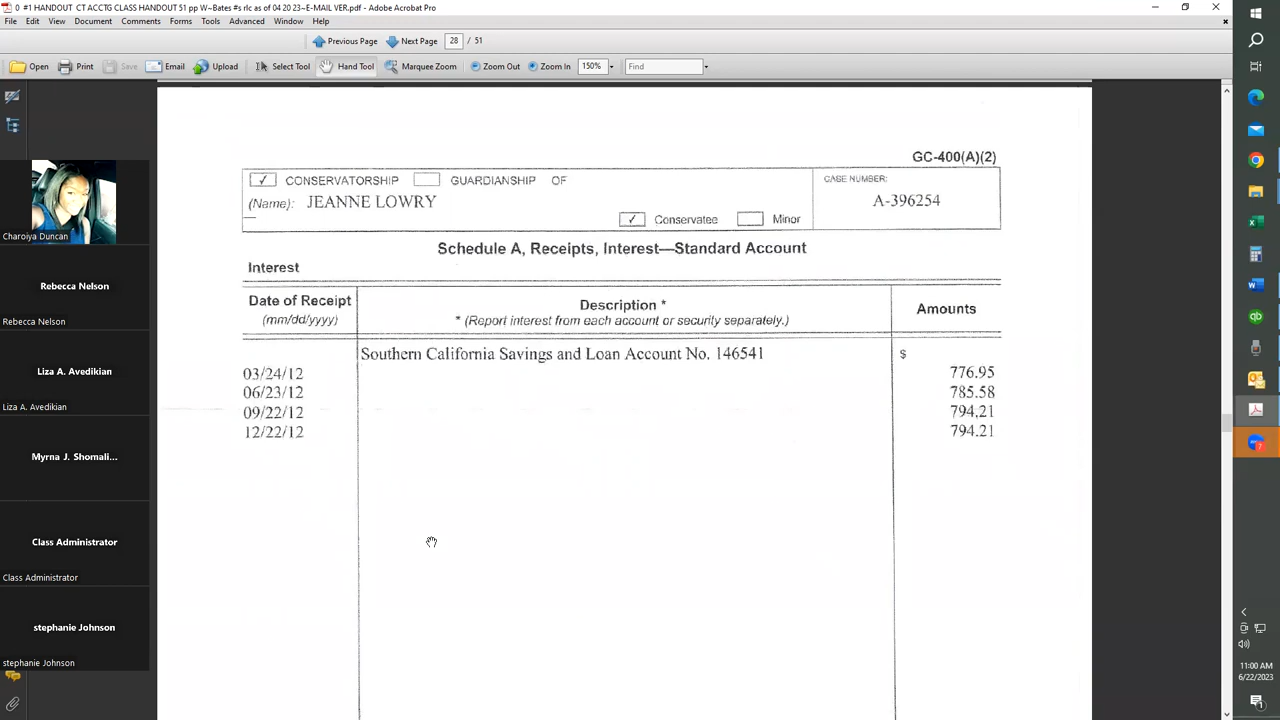 0 #1 HANDOUT CT ACCTG CLASS HANDOUT 51 pp W~Bates #s rlc as of 04 20 23~E-MAIL VER.pdf - Adobe Acrobat Pro
File Edit View Document Comments Forms Tools Advanced Window Help
Previous Page Next Page 28 / 51
Open Print Save Email Upload Select Tool Hand Tool Marquee Zoom Zoom Out Zoom In 150% Find
GC-400(A)(2)
✓ CONSERVATORSHIP GUARDIANSHIP OF
CASE NUMBER:
(Name): JEANNE LOWRY
A-396254
✓ Conservatee Minor
Schedule A, Receipts, Interest—Standard Account
Interest
Date of Receipt
(mm/dd/yyyy)
Description *
* (Report interest from each account or security separately.)
Amounts
Southern California Savings and Loan Account No. 146541 $
03/24/12 776.95
06/23/12 785.58
09/22/12 794.21
12/22/12 794.21
Charoiya Duncan
Rebecca Nelson
Rebecca Nelson
Liza A. Avedikian
Liza A. Avedikian
Myrna J. Shomali...
Class Administrator
Class Administrator
stephanie Johnson
stephanie Johnson
11:00 AM
6/22/2023